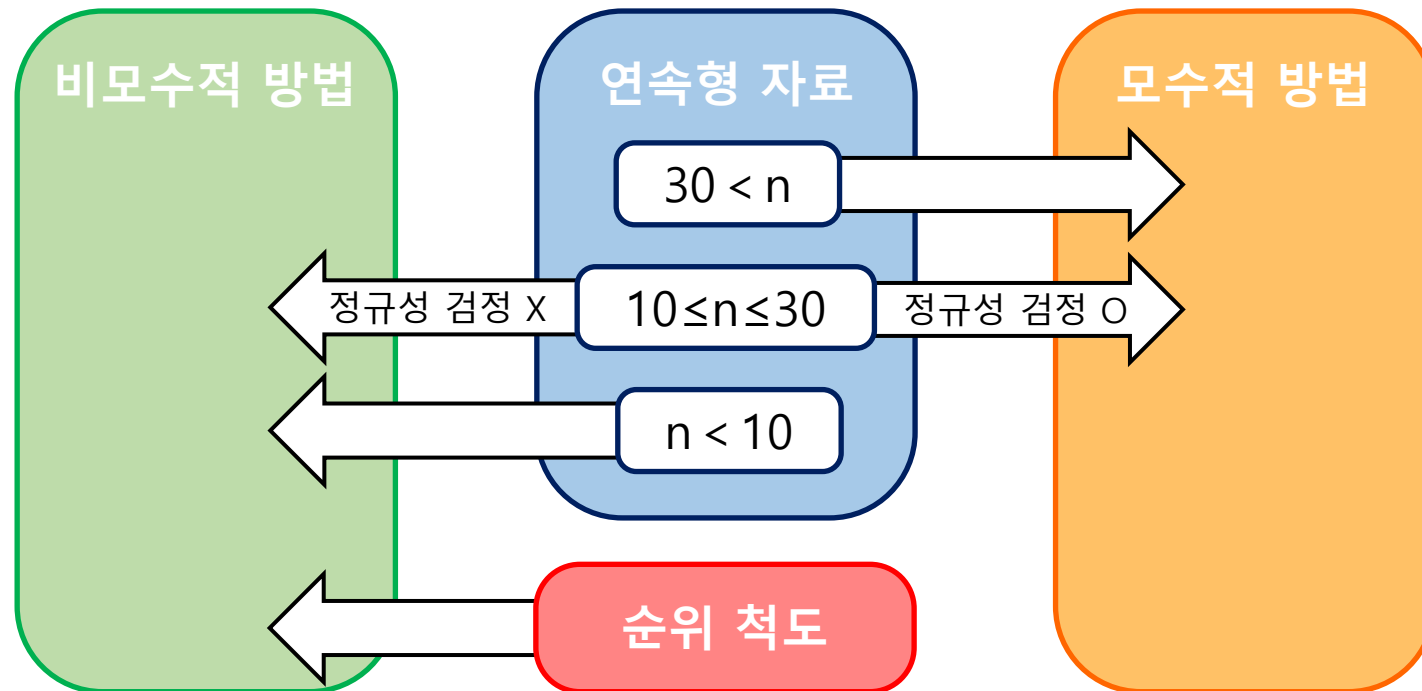 비모수적 방법
연속형 자료
모수적 방법
30 < n
정규성 검정 X
10≤n≤30
정규성 검정 O
n < 10
순위 척도